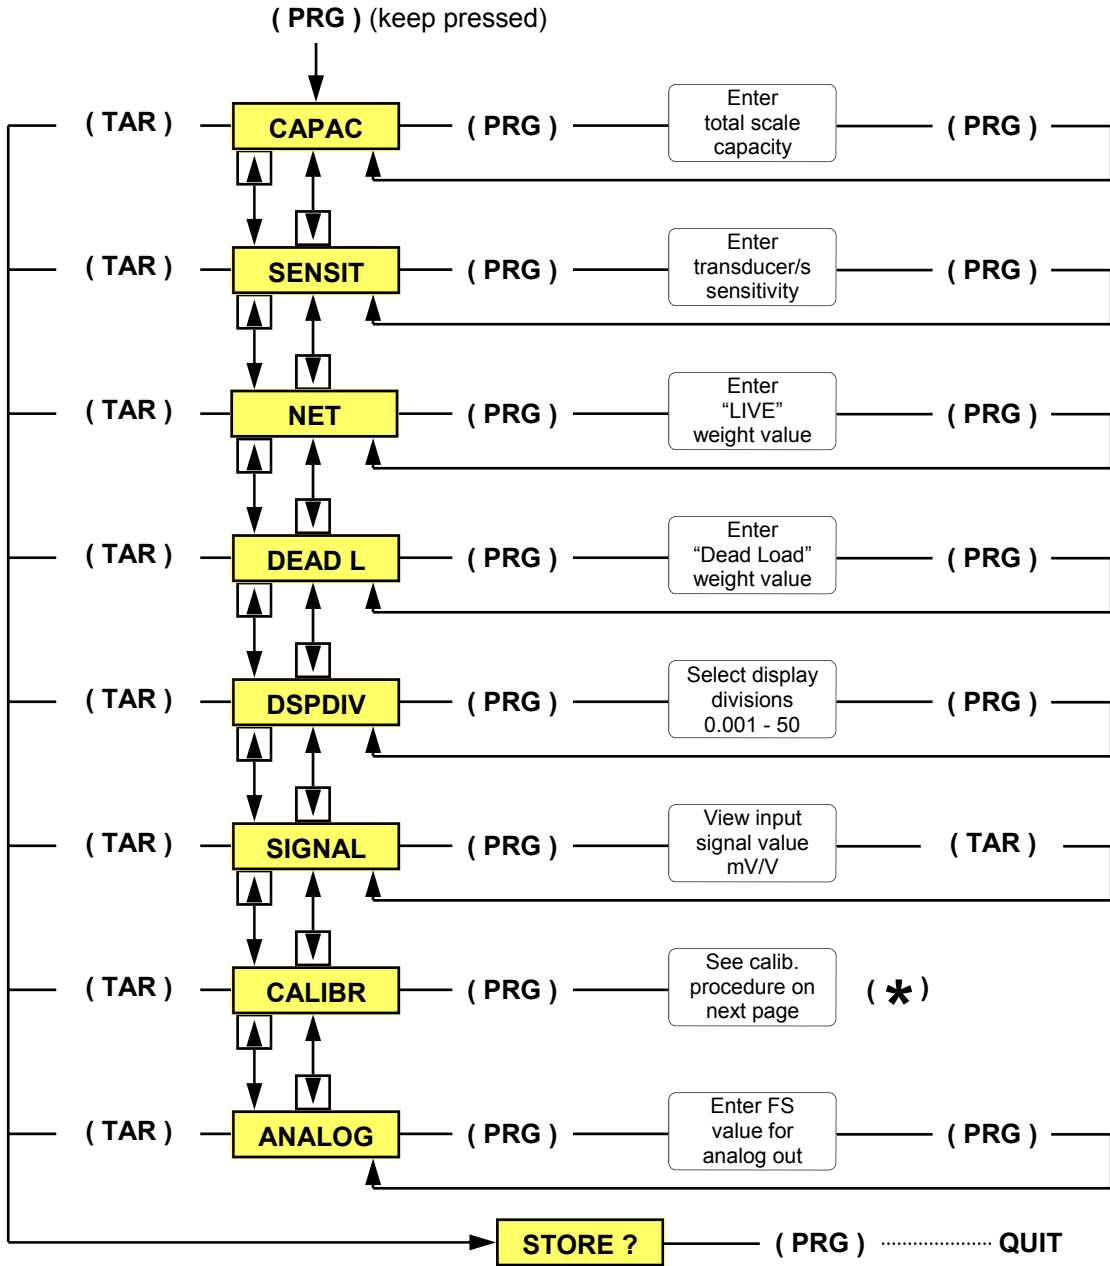 ( PRG ) (keep pressed)
( TAR ) CAPAC ( PRG ) Enter total scale capacity ( PRG )
( TAR ) SENSIT ( PRG ) Enter transducer/s sensitivity ( PRG )
( TAR ) NET ( PRG ) Enter “LIVE” weight value ( PRG )
( TAR ) DEAD L ( PRG ) Enter “Dead Load” weight value ( PRG )
( TAR ) DSPDIV ( PRG ) Select display divisions 0.001 - 50 ( PRG )
( TAR ) SIGNAL ( PRG ) View input signal value mV/V ( TAR )
( TAR ) CALIBR ( PRG ) See calib. procedure on next page ( * )
( TAR ) ANALOG ( PRG ) Enter FS value for analog out ( PRG )
STORE ? ( PRG ) ..................... QUIT